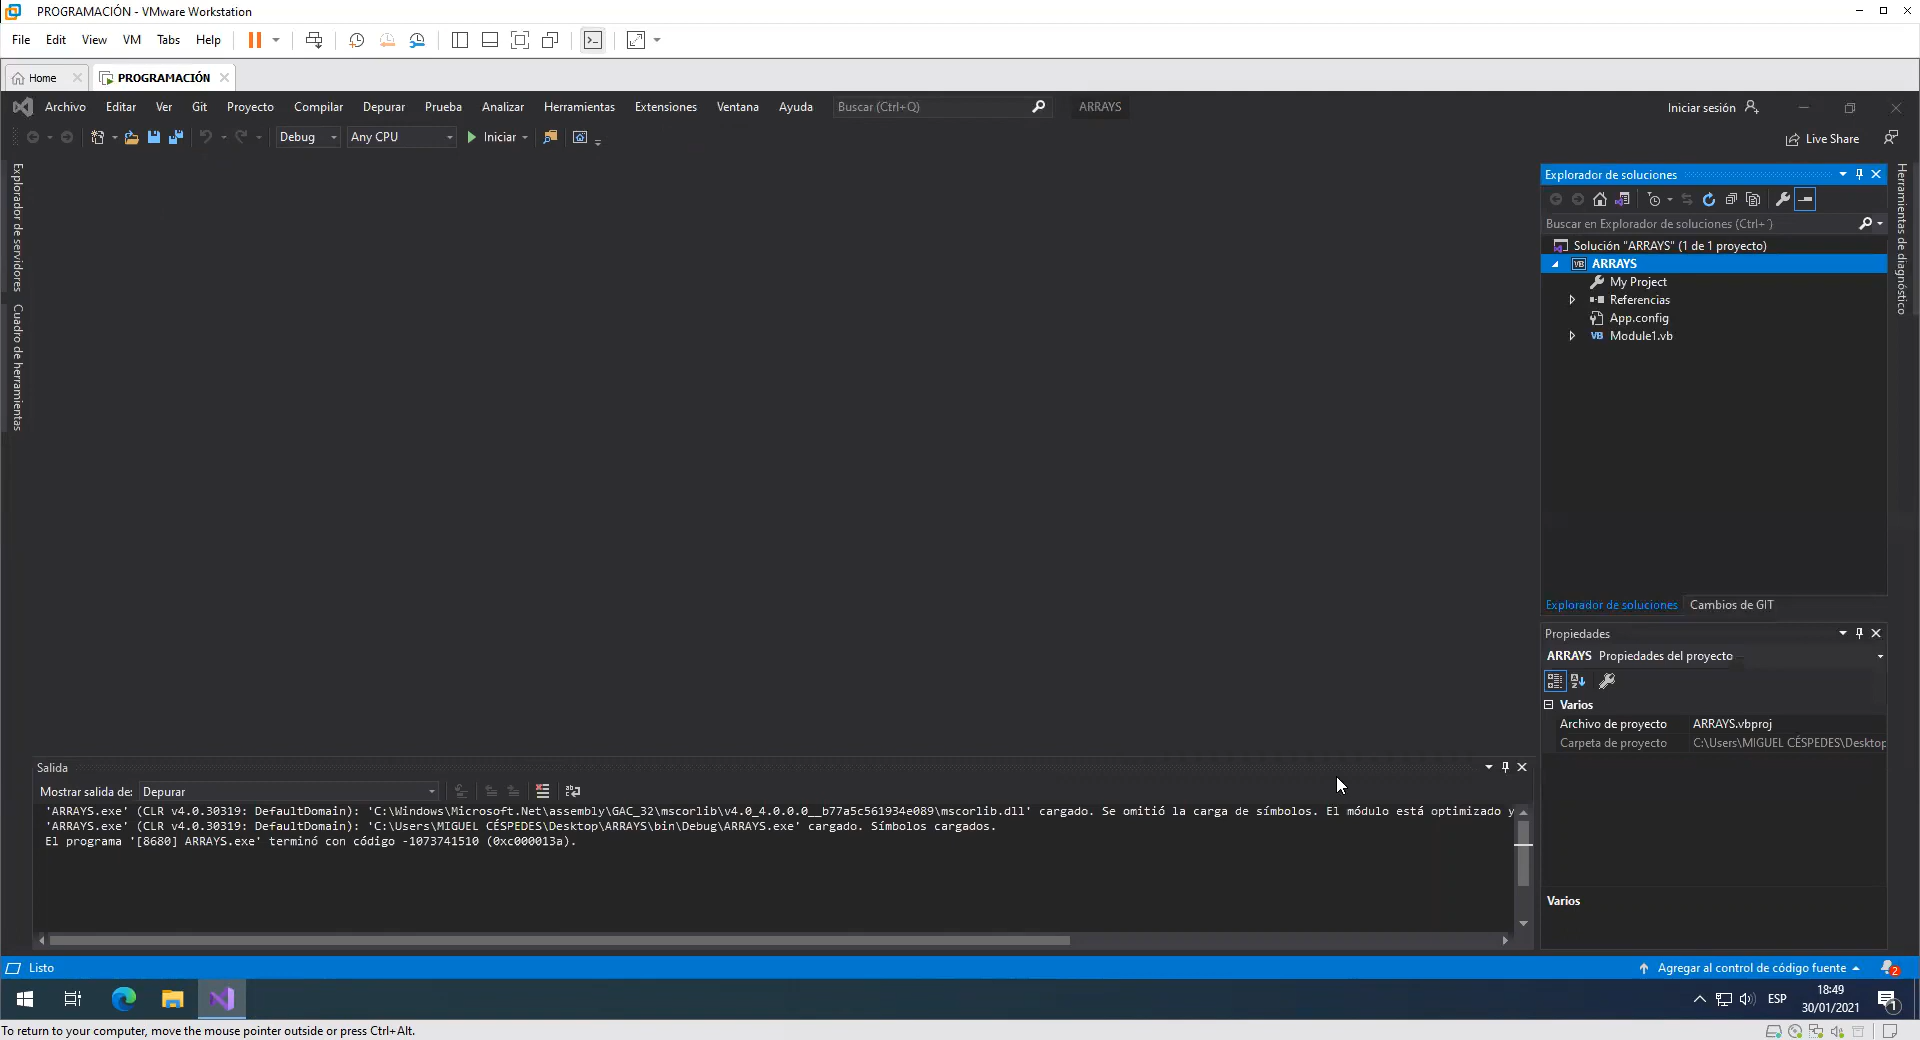 PROGRAMACIÓN - VMware Workstation
File Edit View VM Tabs Help
Home PROGRAMACIÓN
Archivo Editar Ver Git Proyecto Compilar Depurar Prueba Analizar Herramientas Extensiones Ventana Ayuda Buscar (Ctrl+Q) ARRAYS Iniciar sesión
Debug Any CPU Iniciar Live Share
Explorador de servidores
Cuadro de herramientas
Explorador de soluciones
Buscar en Explorador de soluciones (Ctrl+´)
Solución "ARRAYS" (1 de 1 proyecto)
VB ARRAYS
My Project
Referencias
App.config
VB Module1.vb
Explorador de soluciones Cambios de GIT
Herramientas de diagnóstico
Propiedades
ARRAYS Propiedades del proyecto
Varios
Archivo de proyecto ARRAYS.vbproj
Carpeta de proyecto C:\Users\MIGUEL CÉSPEDES\Desktop
Varios
Salida
Mostrar salida de: Depurar
'ARRAYS.exe' (CLR v4.0.30319: DefaultDomain): 'C:\Windows\Microsoft.Net\assembly\GAC_32\mscorlib\v4.0_4.0.0.0__b77a5c561934e089\mscorlib.dll' cargado. Se omitió la carga de símbolos. El módulo está optimizado y
'ARRAYS.exe' (CLR v4.0.30319: DefaultDomain): 'C:\Users\MIGUEL CÉSPEDES\Desktop\ARRAYS\bin\Debug\ARRAYS.exe' cargado. Símbolos cargados.
El programa '[8680] ARRAYS.exe' terminó con código -1073741510 (0xc000013a).
Listo Agregar al control de código fuente 2
ESP 18:49
30/01/2021 1
To return to your computer, move the mouse pointer outside or press Ctrl+Alt.